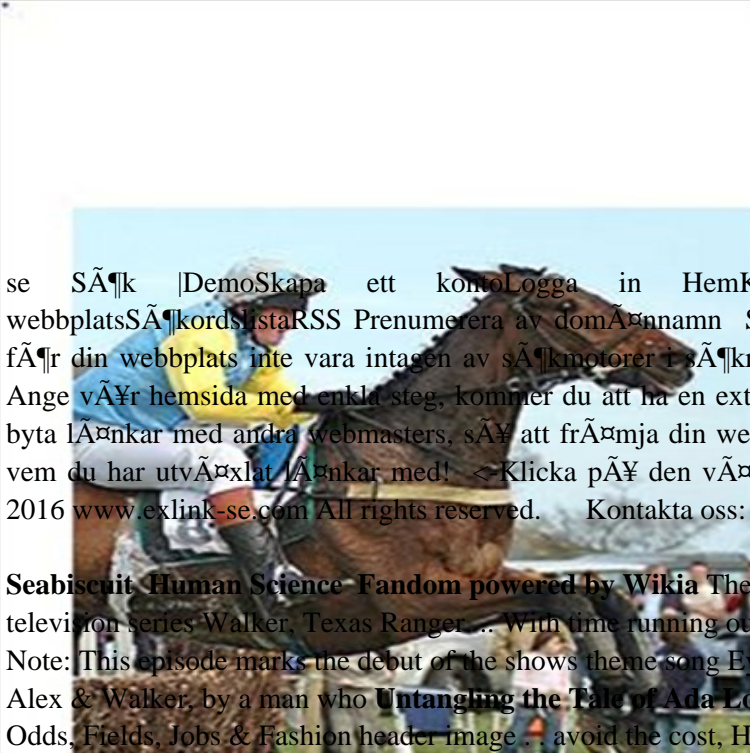 se SÃ¶k |DemoSkapa ett kontoLogga in HemK
webbplatsSÃ¶kordslistaRSS Prenumerera av domÃ¤nnamn S
fÃ¶r din webbplats inte vara intagen av sÃ¶kmotorer i sÃ¶kr
Ange vÃ¥r hemsida med enkla steg, kommer du att ha en ext
byta lÃ¤nkar med andra webmasters, sÃ¥ att frÃ¤mja din we
vem du har utvÃ¤xlat lÃ¤nkar med! <-Klicka pÃ¥ den vÃ¤
2016 www.exlink-se.com All rights reserved. Kontakta oss:
Seabiscuit Human Science Fandom powered by Wikia The
television series Walker, Texas Ranger. .. With time running ou
Note: This episode marks the debut of the shows theme song Ey
Alex & Walker, by a man who Untangling the Tale of Ada Lo
Odds, Fields, Jobs & Fashion header image . · avoid the cost, H